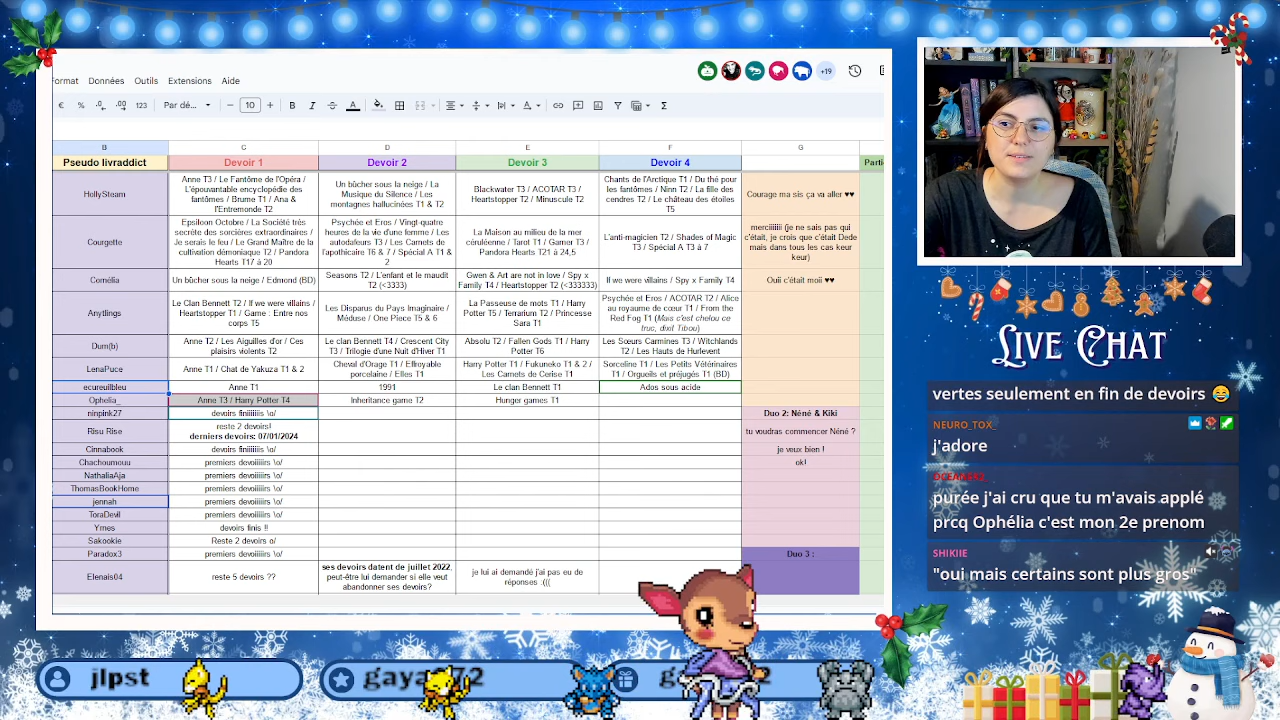 ormat Données Outils Extensions Aide
+19
€ % 123 Par dé... − 10 + B I A Σ
B C D E F G
Pseudo livraddict Devoir 1 Devoir 2 Devoir 3 Devoir 4 Partic
HollySteam
Anne T3 / Le Fantôme de l'Opéra /
L'épouvantable encyclopédie des
fantômes / Brume T1 / Ana &
l'Entremonde T2
Un bûcher sous la neige / La
Musique du Silence / Les
montagnes hallucinées T1 & T2
Blackwater T3 / ACOTAR T3 /
Heartstopper T2 / Minuscule T2
Chants de l'Arctique T1 / Du thé pour
les fantômes / Ninn T2 / La fille des
cendres T2 / Le château des étoiles
T5
Courage ma sis ça va aller ♥♥
Courgette
Epsiloon Octobre / La Société très
secrète des sorcières extraordinaires /
Je serais le feu / Le Grand Maître de la
cultivation démoniaque T2 / Parade
Hearts T17 à 20
Psychée et Eros / Vingt-quatre
heures de la vie d'une femme / Les
autodafeurs T3 / Les Carnets de
l'apothicaire T6 & 7 / Spécial A T1 &
2
La Maison au milieu de la mer
céruléenne / Tarot T1 / Gamer T3 /
Parade Hearts T21 à 24,5
L'anti-magicien T2 / Shades of Magic
T3 / Spécial A T3 à 7
merciiiiiii (je ne sais pas qui
c'était, je crois que c'était Dede
mais dans tous les cas keur
keur)
Cornélia
Un bûcher sous la neige / Edmond (BD)
Seasons T2 / L'enfant et le maudit
T2 (<3333)
Gwen & Art are not in love / Spy x
Family T4 / Heartstopper T2 (<33333)
If we were villains / Spy x Family T4
Ouii c'était moii ♥♥
Anytlings
Le Clan Bennett T2 / If were villains /
Heartstopper T1 / Game : Entre nos
corps T5
Les Disparus du Pays Imaginaire /
Méduse / One Piece T5 & 6
La Passeuse de mots T1 / Harry
Potter T5 / Terrarium T2 / Princesse
Sara T1
Psychée et Eros / ACOTAR T2 / Alice
au royaume de cœur T1 / From the
Red Fog T1 (Mais c'est chelou ce
truc, dixit Tibou)
Dum(b)
Anne T2 / Les Aiguilles d'or / Ces
plaisirs violents T2
Le clan Bennett T4 / Crescent City
T3 / Trilogie d'une Nuit d'Hiver T1
Absolu T2 / Fallen Gods T1 / Harry
Potter T6
Les Sœurs Carmines T3 / Witchlands
T2 / Les Hauts de Hurlevent
LenaPuce
Anne T1 / Chat de Yakuza T1 & 2
Cheval d'Orage T1 / Effroyable
porcelaine / Elles T1
Harry Potter T1 / Fukuneko T1 & 2 /
Les Carnets de Cerise T1
Sorceline T1 / Les Petits Vétérinaires
T1 / Orgueils et préjugés T1 (BD)
ecureuilbleu Anne T1 1991 Le clan Bennett T1 Ados sous acide
Ophelia_ Anne T3 / Harry Potter T4 Inheritance game T2 Hunger games T1
ninpink27 devoirs finiiiiiiis \o/ Duo 2: Néné & Kiki
Risu Rise
reste 2 devoirs!
derniers devoirs: 07/01/2024
tu voudras commencer Néné ?
Cinnabook devoirs finiiiiiiis \o/ je veux bien !
Chachoumouu premiers devoiiiiirs \o/ ok!
NathaliaAja premiers devoiiiiirs \o/
ThomasBookHome premiers devoiiiiirs \o/
jennah premiers devoiiiiirs \o/
ToraDevil premiers devoiiiiirs \o/
Ymes devoirs finis !!
Sakookie Reste 2 devoirs o/
Paradox3 premiers devoiiiiirs \o/ Duo 3 :
Elenais04 reste 5 devoirs ??
ses devoirs datent de juillet 2022,
peut-être lui demander si elle veut
abandonner ses devoirs?
je lui ai demandé j'ai pas eu de
réponses :(((
LIVE CHAT
vertes seulement en fin de devoirs 😂
NEURO_TOX_
j'adore
purée j'ai cru que tu m'avais applé
prcq Ophélia c'est mon 2e prenom
SHIKIIE
"oui mais certains sont plus gros"
jlpst